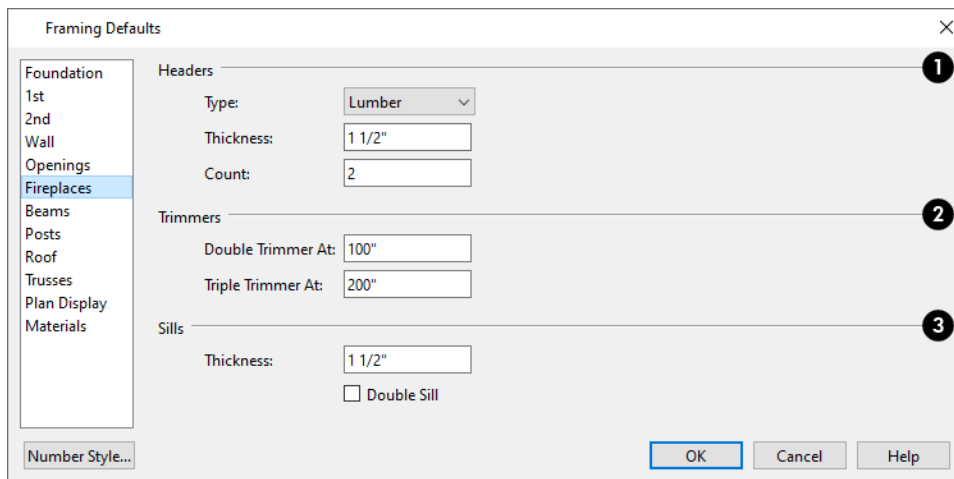 Framing Defaults
Foundation
1st
2nd
Wall
Openings
Fireplaces
Beams
Posts
Roof
Trusses
Plan Display
Materials
Headers
1
Type: Lumber
Thickness: 1 1/2"
Count: 2
Trimmers
2
Double Trimmer At: 100"
Triple Trimmer At: 200"
Sills
3
Thickness: 1 1/2"
Double Sill
Number Style...
OK
Cancel
Help